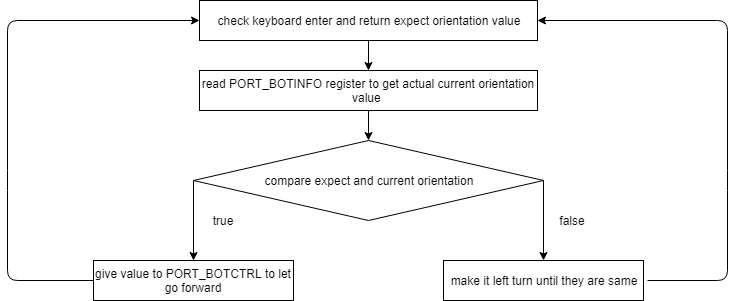 check keyboard enter and return expect orientation value
read PORT_BOTINFO register to get actual current orientation
value
compare expect and current orientation
true
false
give value to PORT_BOTCTRL to let
go forward
make it left turn until they are same